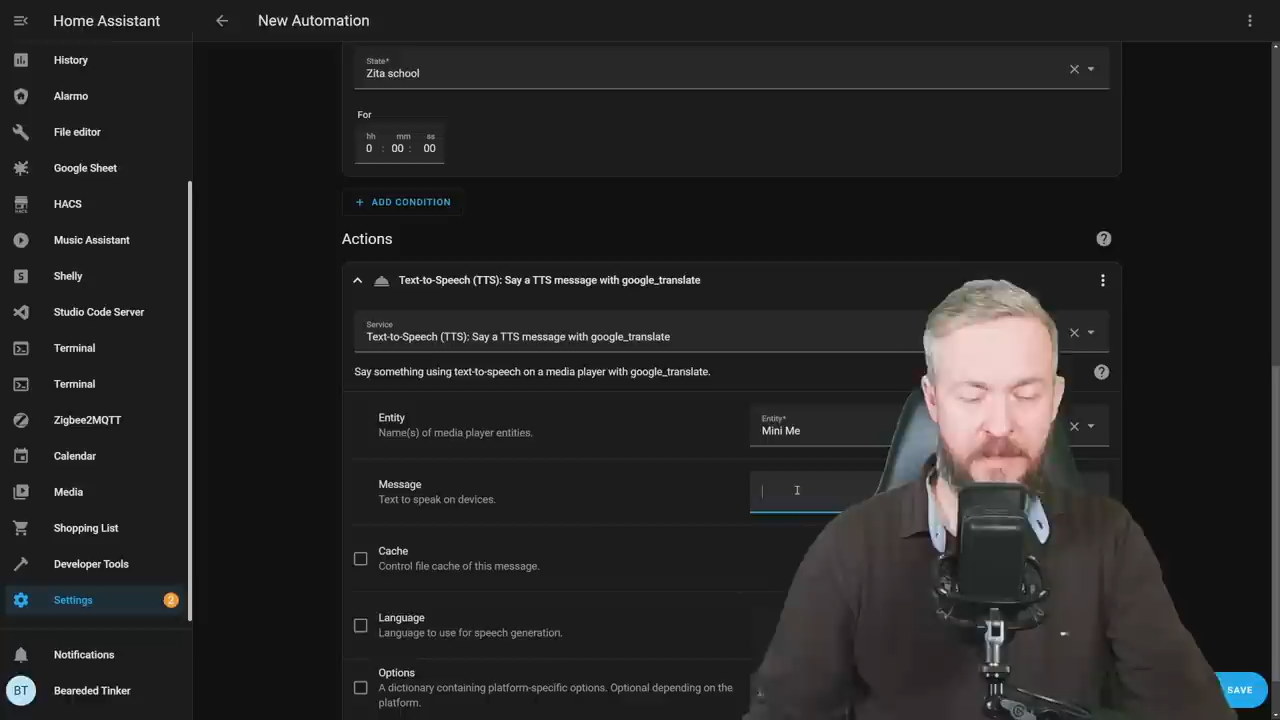 Home Assistant
New Automation
History
Alarmo
File editor
Google Sheet
HACS
HACS
Music Assistant
Shelly
Studio Code Server
Terminal
Terminal
Zigbee2MQTT
Calendar
Media
Shopping List
Developer Tools
Settings
2
Notifications
BT
Bearded Tinker
State*
Zita school
For
hh mm ss
0 : 00 : 00
+ ADD CONDITION
Actions
Text-to-Speech (TTS): Say a TTS message with google_translate
Service
Text-to-Speech (TTS): Say a TTS message with google_translate
Say something using text-to-speech on a media player with google_translate.
Entity
Name(s) of media player entities.
Entity*
Mini Me
Message
Text to speak on devices.
Cache
Control file cache of this message.
Language
Language to use for speech generation.
Options
A dictionary containing platform-specific options. Optional depending on the
platform.
SAVE